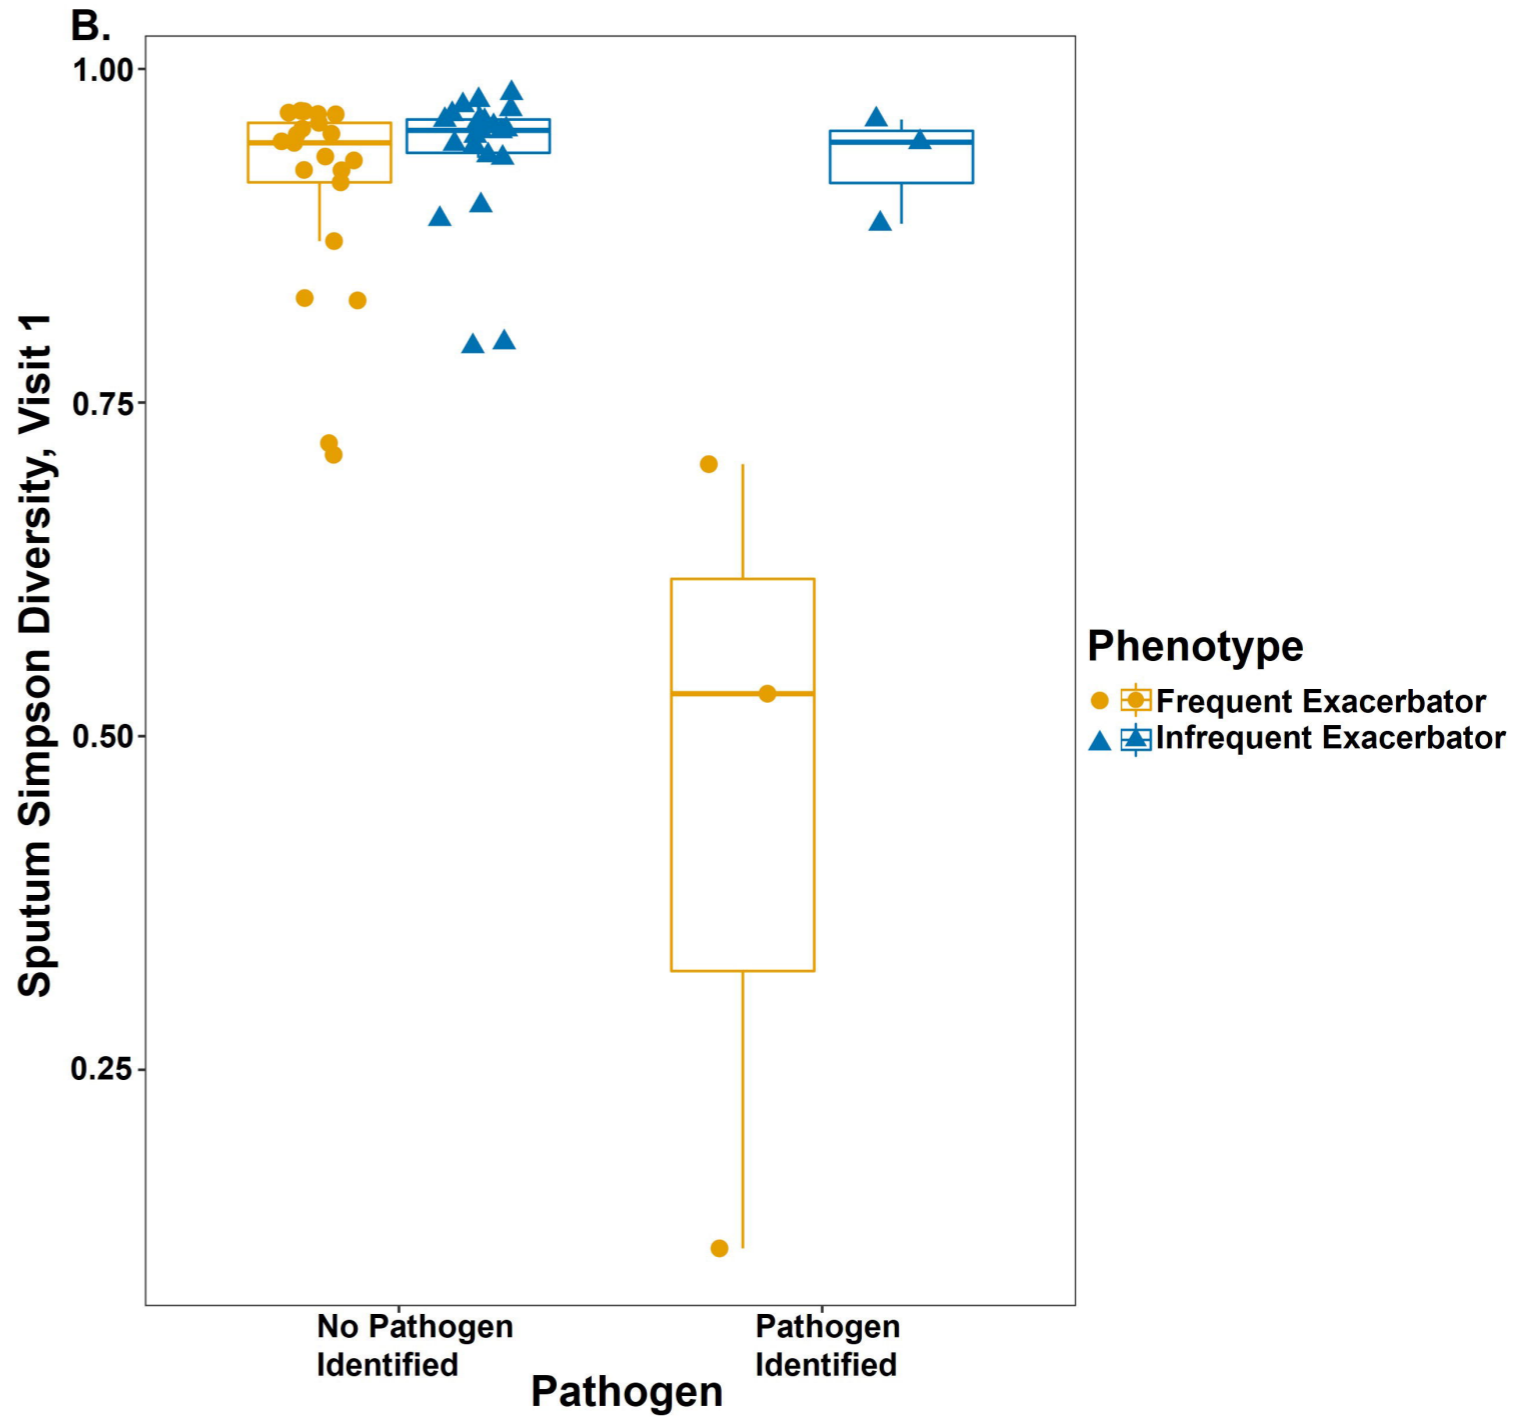 B.
1.00
0.75
0.50
0.25
Sputum Simpson Diversity, Visit 1
No Pathogen
Identified
Pathogen
Identified
Pathogen
Phenotype
Frequent Exacerbator
Infrequent Exacerbator